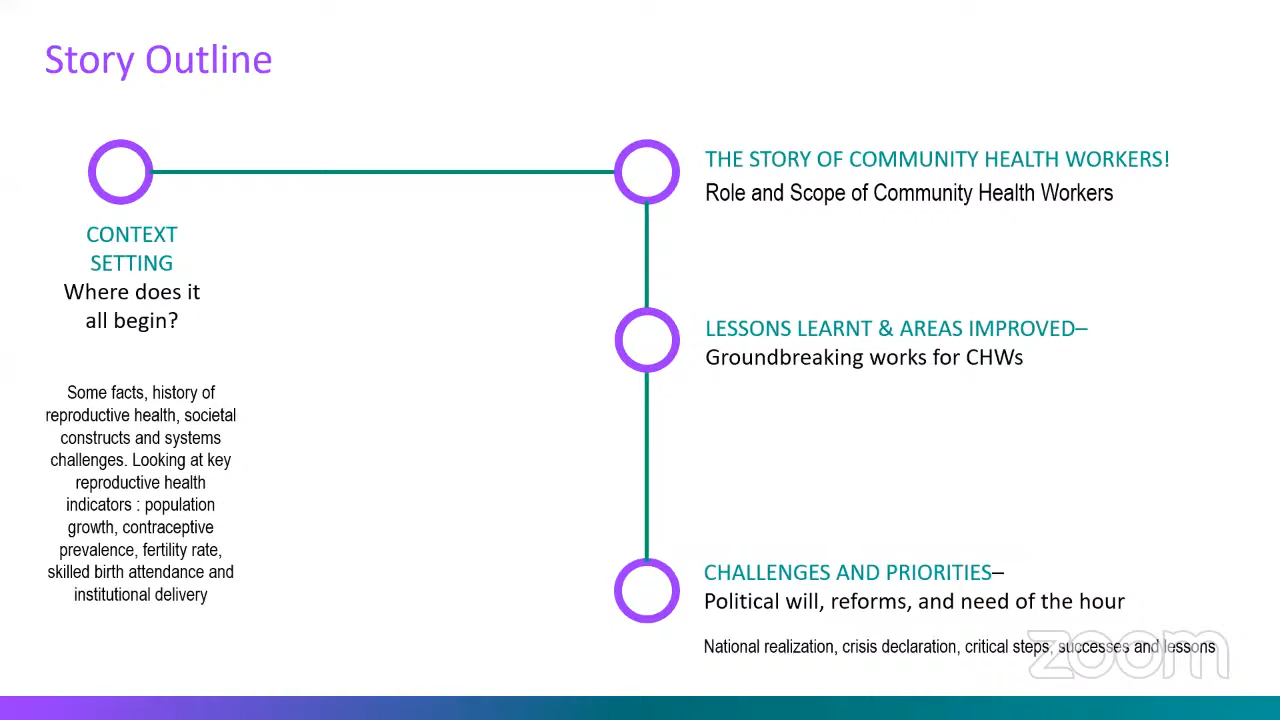 Story Outline
CONTEXT
SETTING
Where does it
all begin?
Some facts, history of
reproductive health, societal
constructs and systems
challenges. Looking at key
reproductive health
indicators : population
growth, contraceptive
prevalence, fertility rate,
skilled birth attendance and
institutional delivery
THE STORY OF COMMUNITY HEALTH WORKERS!
Role and Scope of Community Health Workers
LESSONS LEARNT & AREAS IMPROVED–
Groundbreaking works for CHWs
CHALLENGES AND PRIORITIES–
Political will, reforms, and need of the hour
National realization, crisis declaration, critical steps, successes and lessons
zoom